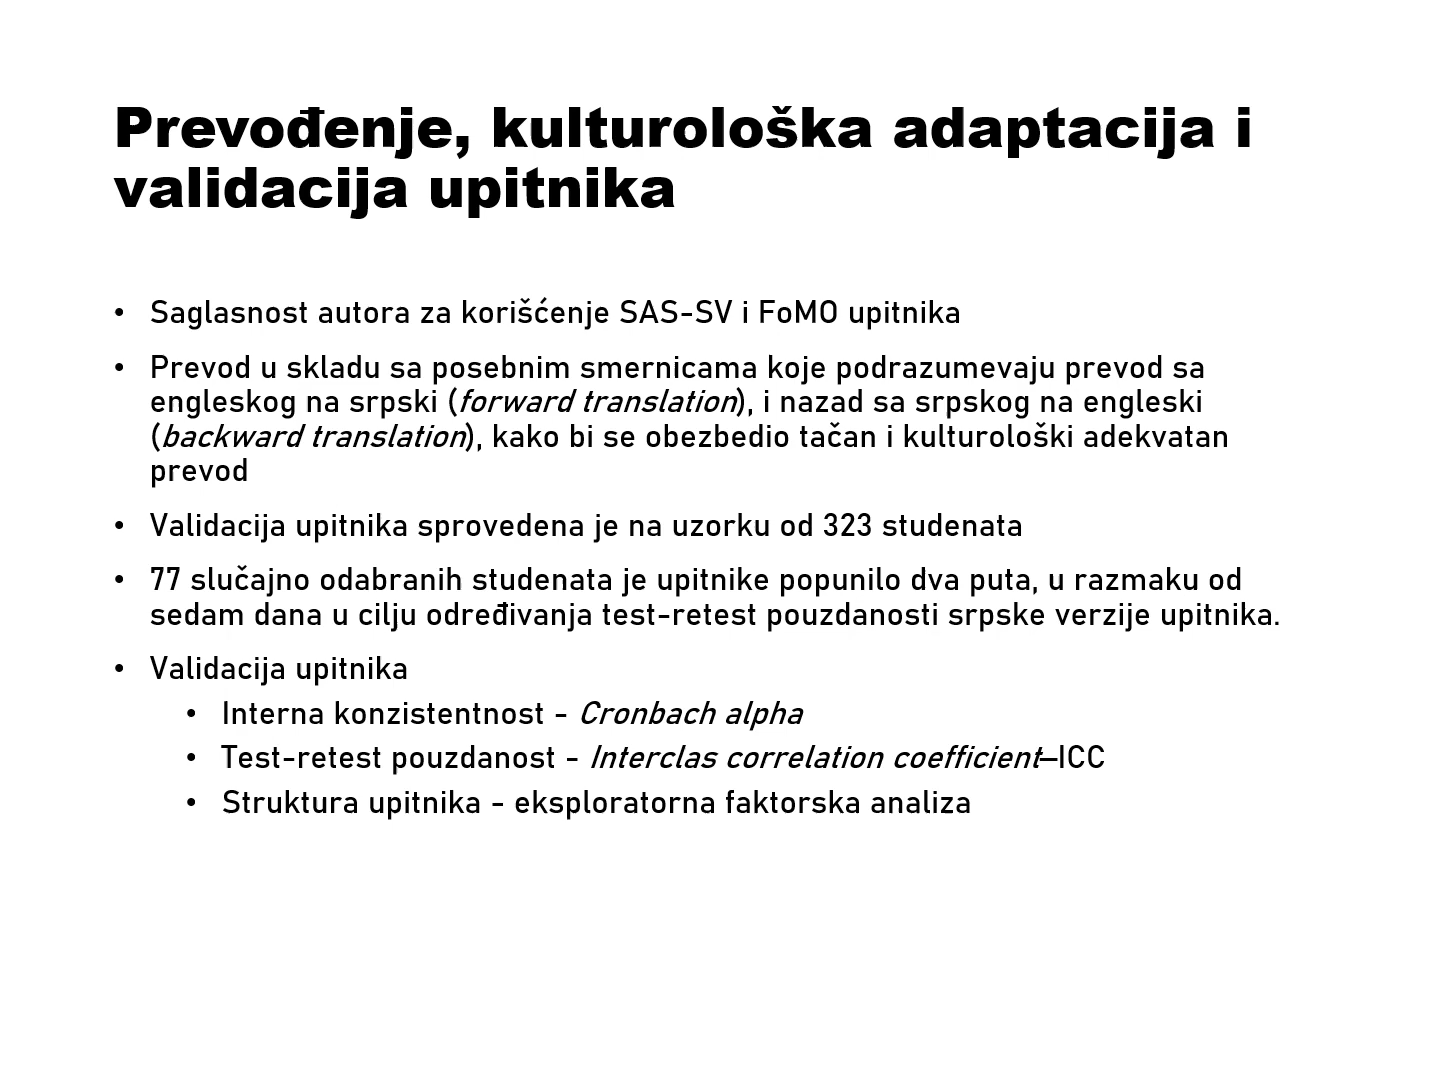 Prevođenje, kulturološka adaptacija i
validacija upitnika
• Saglasnost autora za korišćenje SAS-SV i FoMO upitnika
• Prevod u skladu sa posebnim smernicama koje podrazumevaju prevod sa
engleskog na srpski (forward translation), i nazad sa srpskog na engleski
(backward translation), kako bi se obezbedio tačan i kulturološki adekvatan
prevod
• Validacija upitnika sprovedena je na uzorku od 323 studenata
• 77 slučajno odabranih studenata je upitnike popunilo dva puta, u razmaku od
sedam dana u cilju određivanja test-retest pouzdanosti srpske verzije upitnika.
• Validacija upitnika
• Interna konzistentnost - Cronbach alpha
• Test-retest pouzdanost - Interclas correlation coefficient–ICC
• Struktura upitnika - eksploratorna faktorska analiza